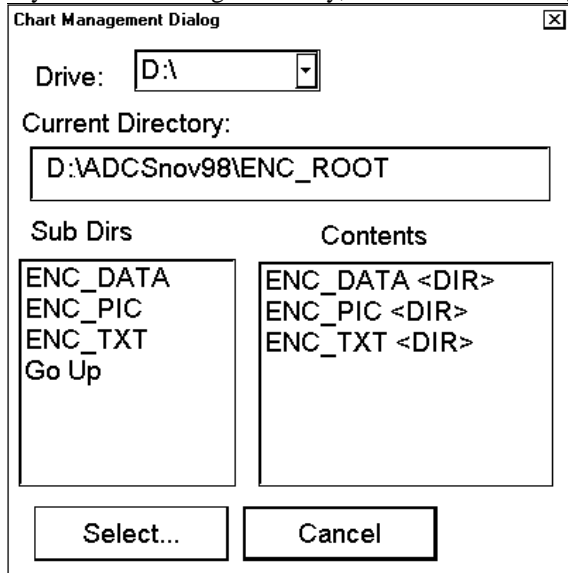 Chart Management Dialog
Drive: D:\
Current Directory:
D:\ADCSnov98\ENC_ROOT
Sub Dirs
ENC_DATA
ENC_PIC
ENC_TXT
Go Up
Contents
ENC_DATA <DIR>
ENC_PIC <DIR>
ENC_TXT <DIR>
Select...
Cancel